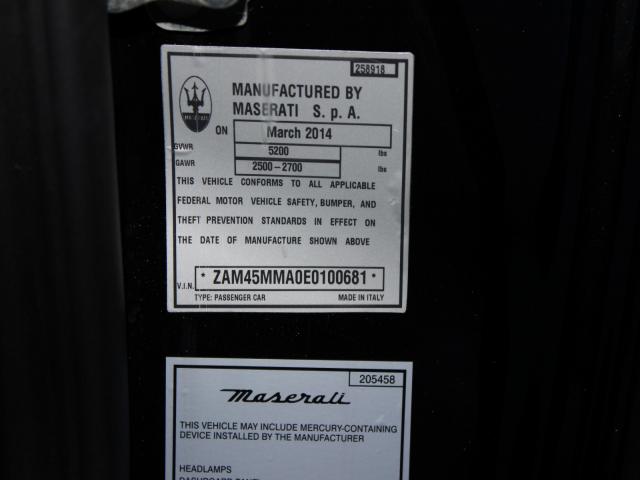 258918
MANUFACTURED BY
MASERATI S. p. A.
MASERATI
ON March 2014
GVWR 5200 lbs
GAWR 2500-2700 lbs
THIS VEHICLE CONFORMS TO ALL APPLICABLE
FEDERAL MOTOR VEHICLE SAFETY, BUMPER, AND
THEFT PREVENTION STANDARDS IN EFFECT ON
THE DATE OF MANUFACTURE SHOWN ABOVE
V.I.N. * ZAM45MMA0E0100681 *
TYPE: PASSENGER CAR MADE IN ITALY
205458
Maserati
THIS VEHICLE MAY INCLUDE MERCURY-CONTAINING
DEVICE INSTALLED BY THE MANUFACTURER
HEADLAMPS